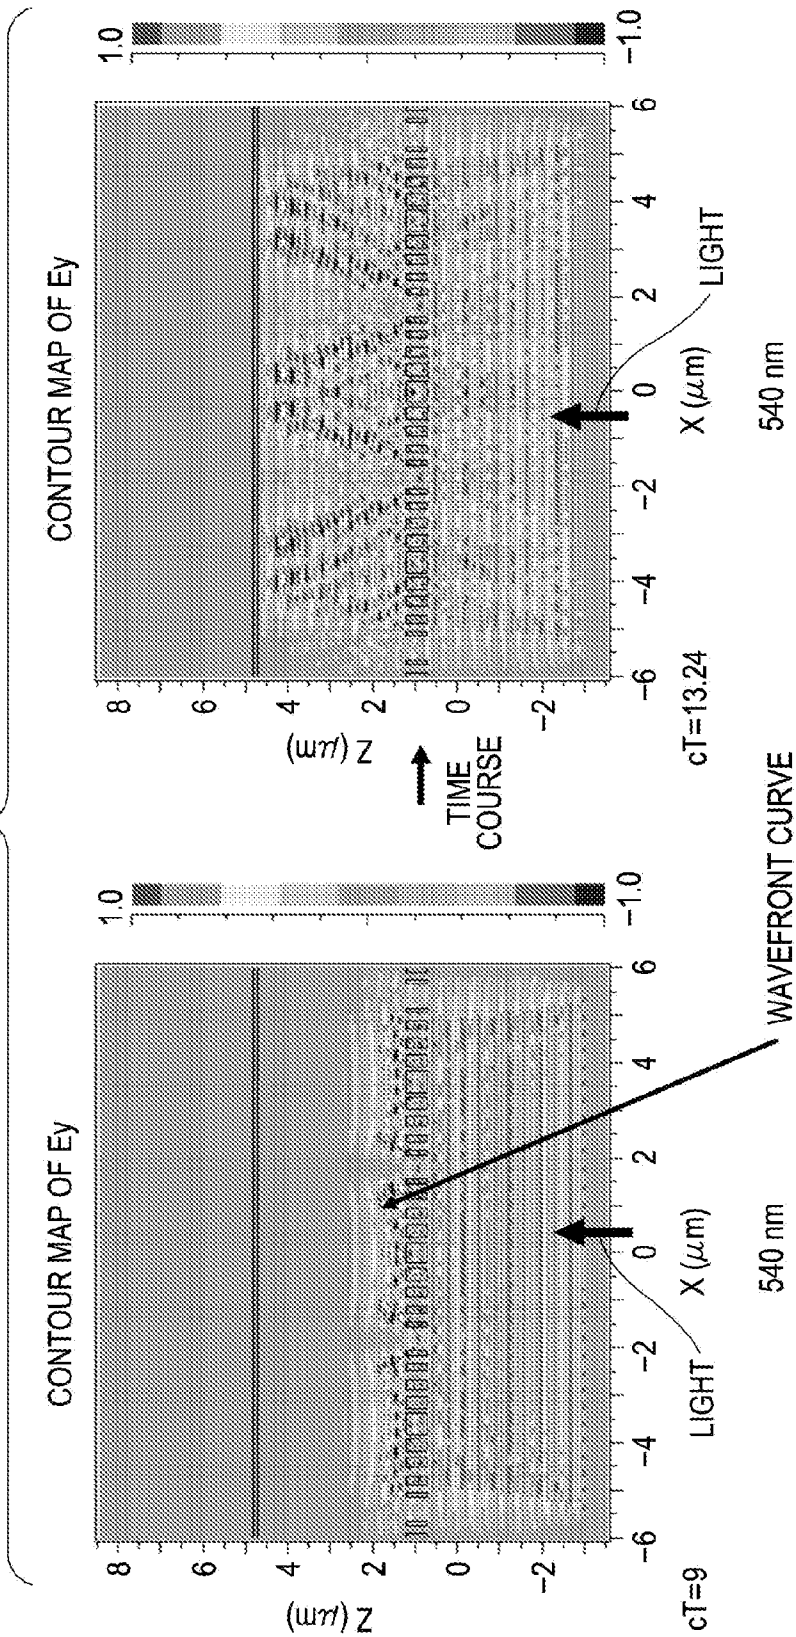 CONTOUR MAP OF Ey
1.0
-1.0
Z (μm)
8
6
4
2
0
-2
-6
-4
-2
0
2
4
6
X (μm)
LIGHT
cT=9
540 nm
WAVEFRONT CURVE
TIME
COURSE
CONTOUR MAP OF Ey
1.0
-1.0
Z (μm)
8
6
4
2
0
-2
-6
-4
-2
0
2
4
6
X (μm)
LIGHT
cT=13.24
540 nm